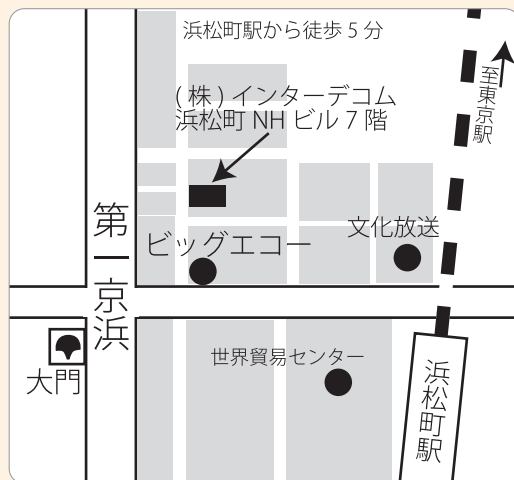 浜松町駅から徒歩５分
(株)インターデコム
浜松町 NH ビル 7 階
至東京駅
第一京浜
ビッグエコー
文化放送
世界貿易センター
大門
浜松町駅